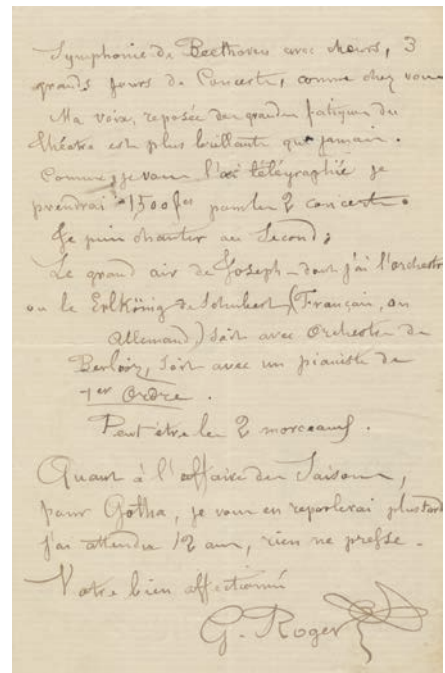 Symphonie de Beethoven avec chœurs, 3
grands jours de Concerts, comme chez vous
Ma voix, reposée des grandes fatigues du
théâtre est plus brillante que jamais.
Comme je vous l'ai télégraphié je
prendrai 1500 frs pour les 2 concerts.
Je puis chanter au Second;
Le grand air de Joseph – dont j'ai l'orchestre
ou le Erlkönig de Schubert (Français, ou
Allemand) soit avec Orchestre de
Berlioz, soit avec un pianiste de
1er Ordre.
Peut être les 2 morceaux.
Quant à l'affaire des Saisons,
pour Gotha, je vous en reparlerai plus tard
j'ai attendu 12 ans, rien ne presse.
Votre bien affectionné
G. Roger